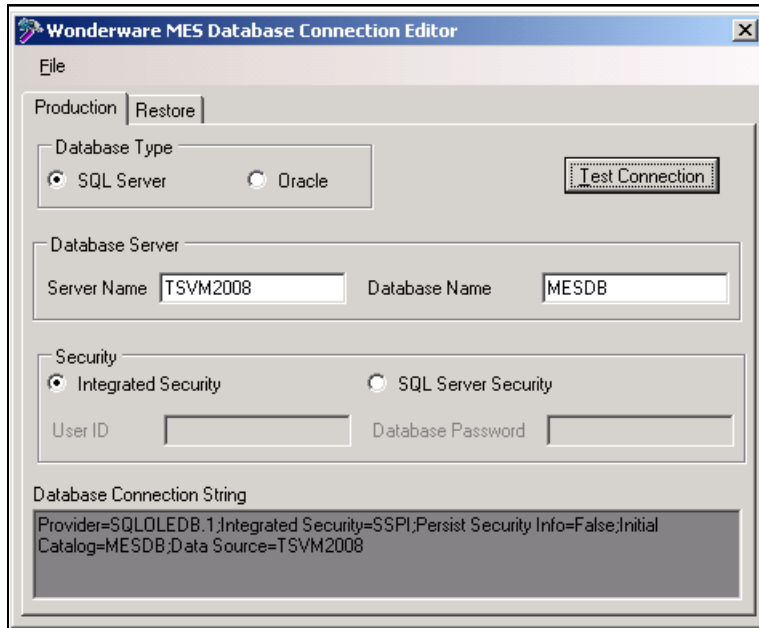 Wonderware MES Database Connection Editor
File
Production Restore
Database Type
SQL Server Oracle
Test Connection
Database Server
Server Name TSVM2008 Database Name MESDB
Security
Integrated Security SQL Server Security
User ID Database Password
Database Connection String
Provider=SQLOLEDB.1;Integrated Security=SSPI;Persist Security Info=False;Initial
Catalog=MESDB;Data Source=TSVM2008